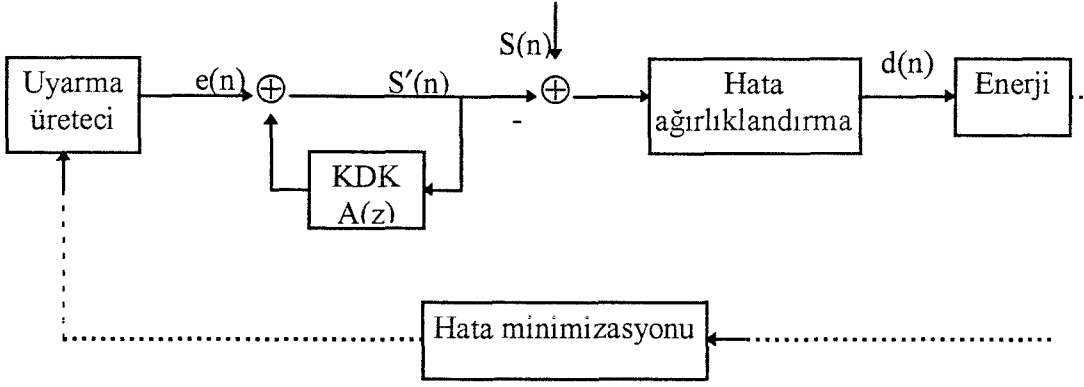 S(n)
Uyarma
üreteci
e(n)
S′(n)
-
Hata
ağırlıklandırma
d(n)
Enerji
KDK
A(z)
Hata minimizasyonu